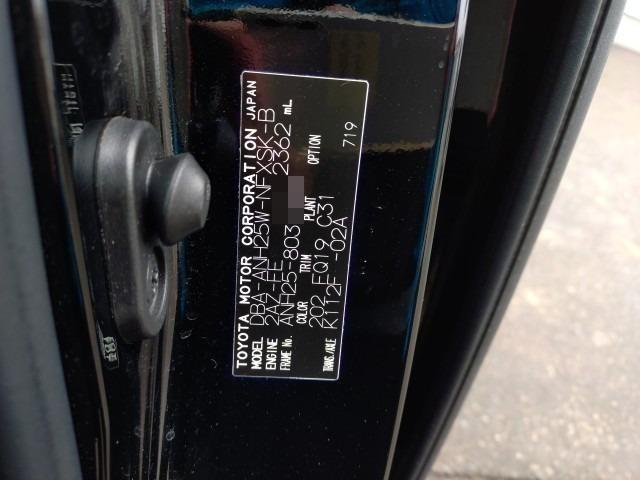 TOYOTA MOTOR CORPORATION JAPAN
MODEL DBA-ANH25W-NFXSK-B
ENGINE 2AZ-FE 2362 mL
FRAME No. ANH25-803
COLOR TRIM PLANT OPTION
202 FQ19 C31 719
TRANS./AXLE K112F -02A